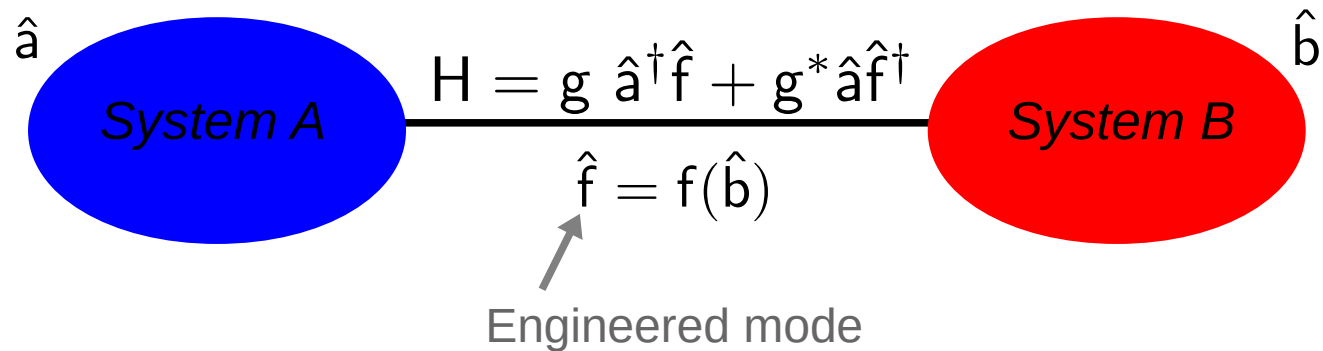 â
b̂
System A
H = g â†f̂ + g*âf̂†
System B
f̂ = f(b̂)
Engineered mode